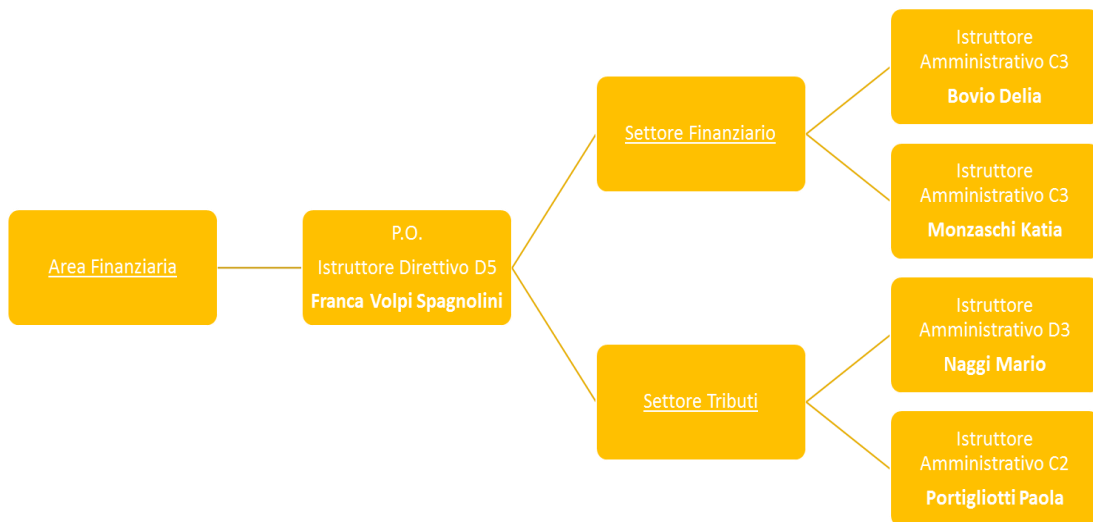 Area Finanziaria
P.O.
Istruttore Direttivo D5
Franca Volpi Spagnolini
Settore Finanziario
Istruttore
Amministrativo C3
Bovio Delia
Istruttore
Amministrativo C3
Monzaschi Katia
Settore Tributi
Istruttore
Amministrativo D3
Naggi Mario
Istruttore
Amministrativo C2
Portigliotti Paola